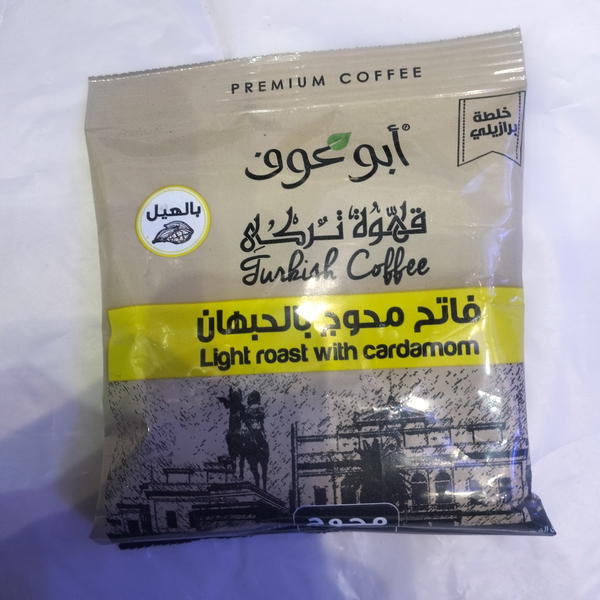 PREMIUM COFFEE
خلطة
برازيلي
أبو عوف
بالهيل
قهوة تركي
Turkish Coffee
فاتح محوج بالحبهان
Light roast with cardamom
محوج